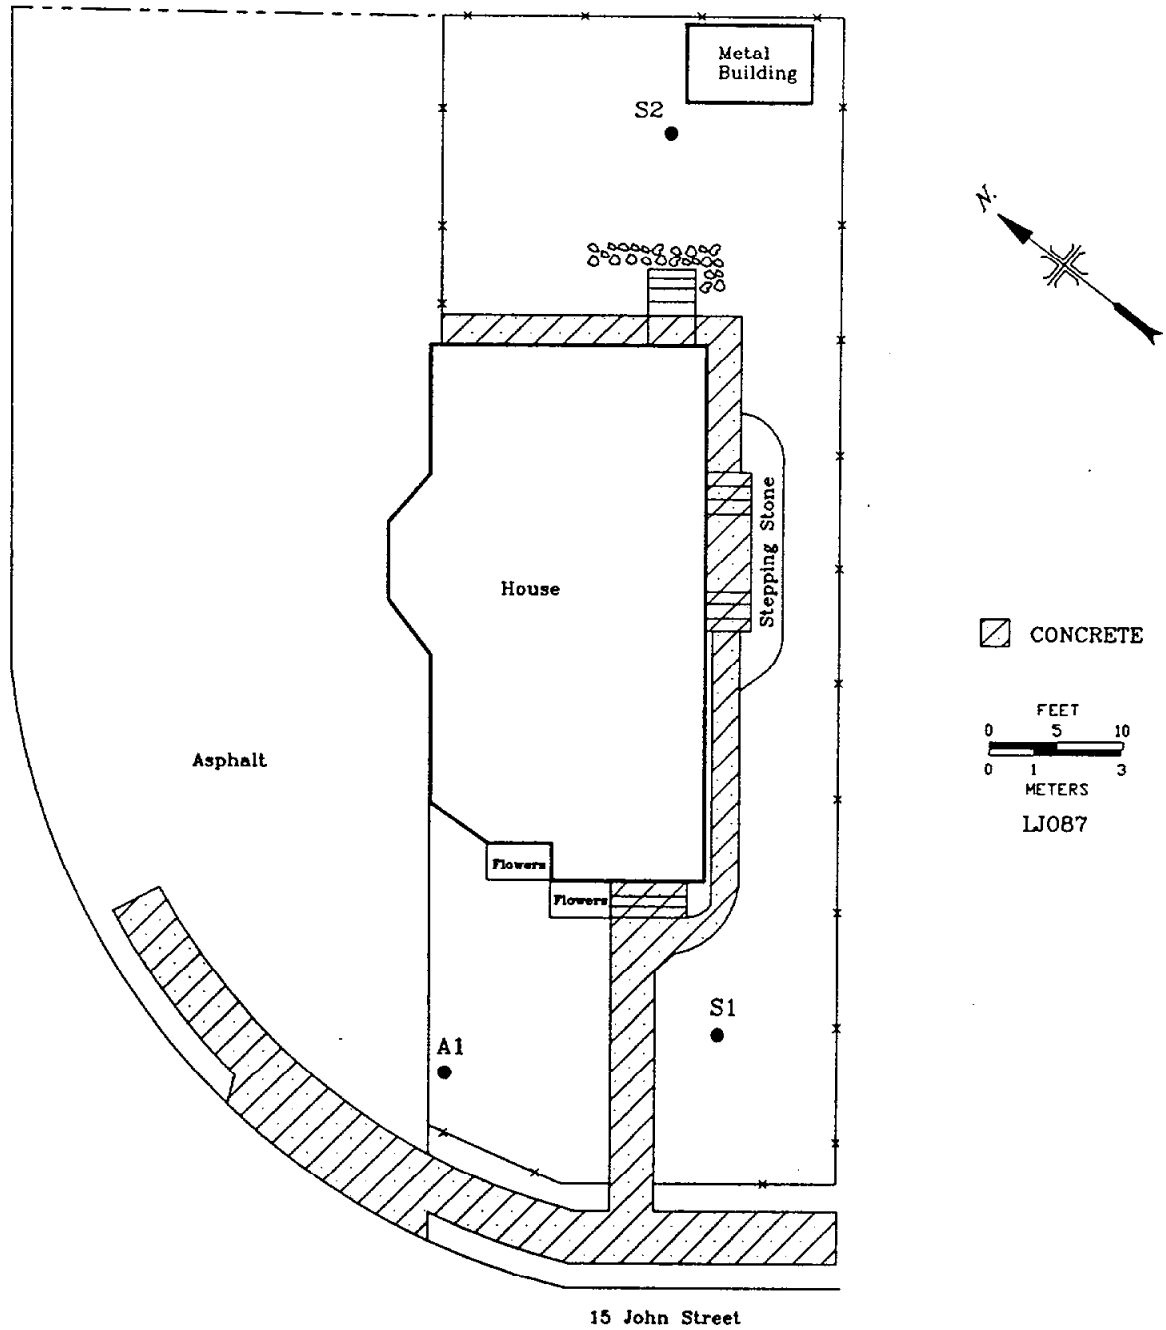 Metal
Building
S2
N.
House
Stepping Stone
CONCRETE
FEET
0 5 10
0 1 3
METERS
LJ087
Asphalt
Flowers
Flowers
S1
A1
15 John Street